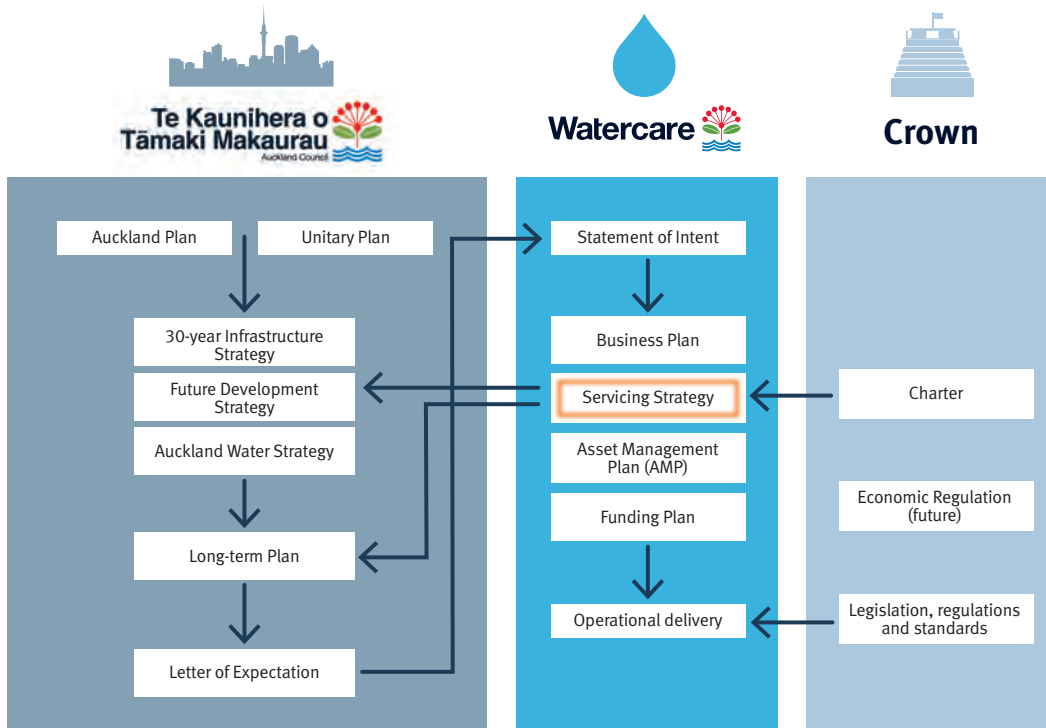 Te Kaunihera o
Tāmaki Makaurau
Auckland Council
Watercare
Crown
Auckland Plan
Unitary Plan
30-year Infrastructure
Strategy
Future Development
Strategy
Auckland Water Strategy
Long-term Plan
Letter of Expectation
Statement of Intent
Business Plan
Servicing Strategy
Asset Management
Plan (AMP)
Funding Plan
Operational delivery
Charter
Economic Regulation
(future)
Legislation, regulations
and standards